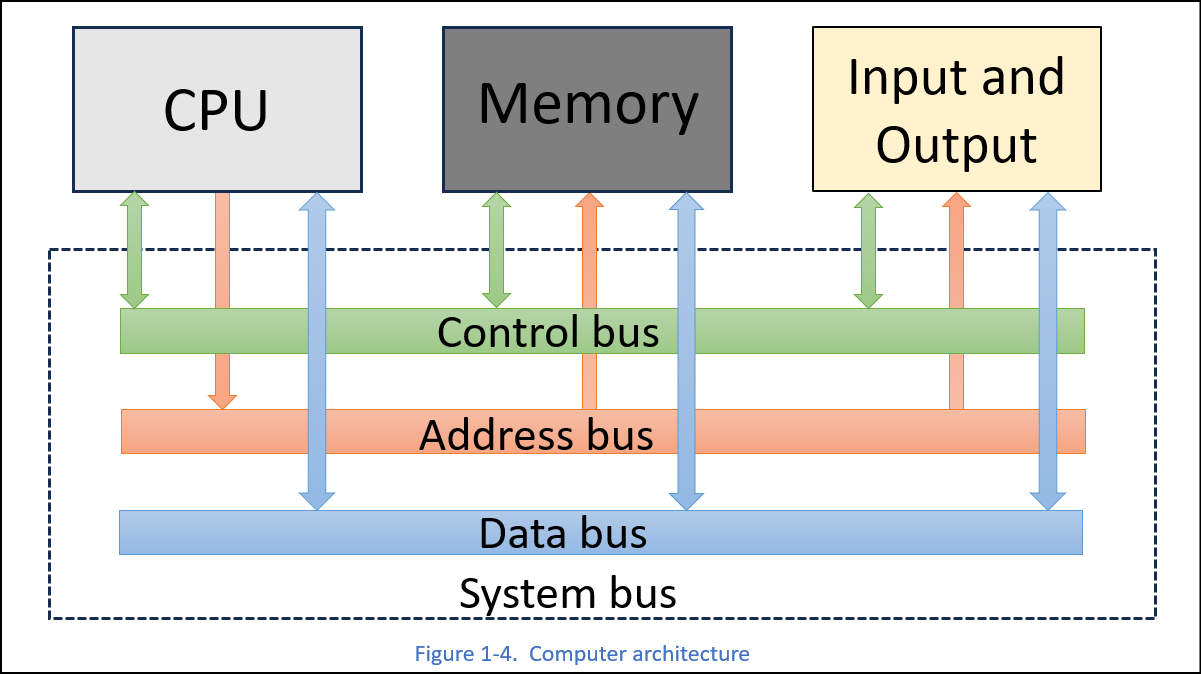 CPU
Memory
Input and
Output
Control bus
Address bus
Data bus
System bus
Figure 1-4.  Computer architecture